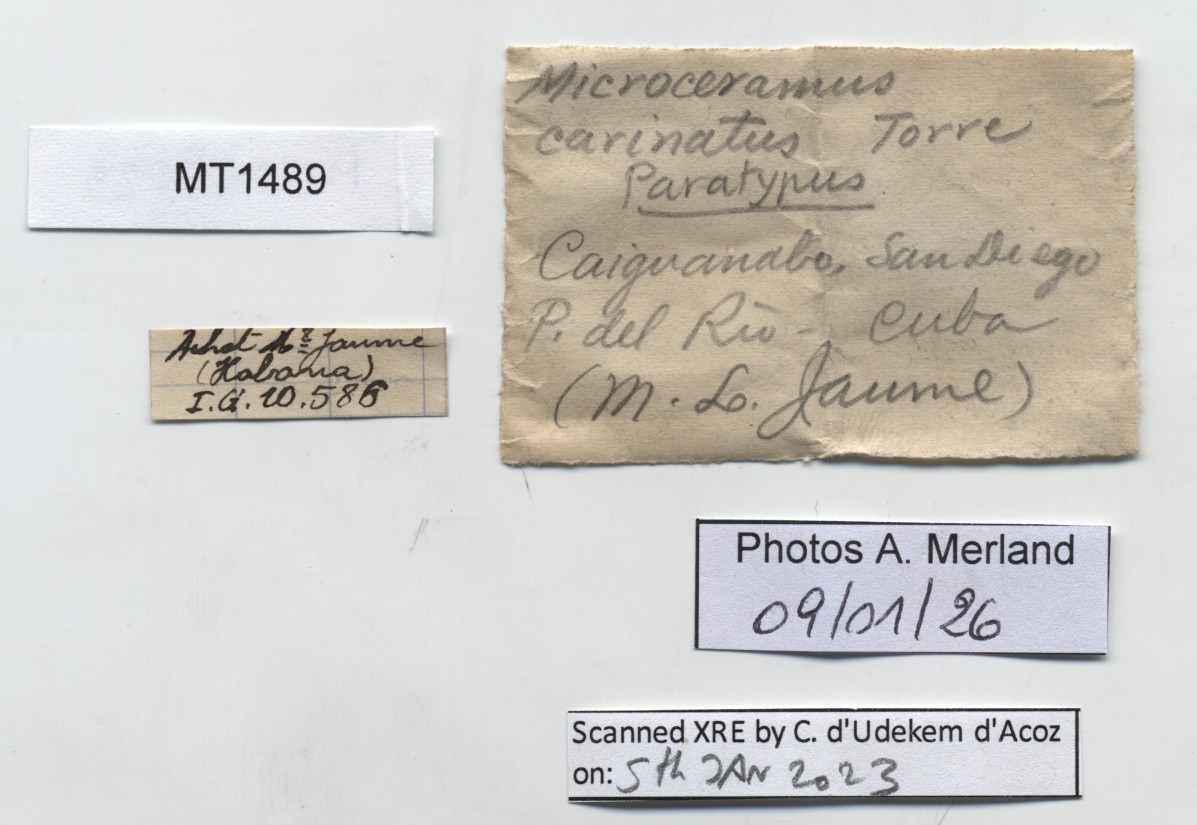 MT1489
Microceramus
carinatus Torre
Paratypus
Caiguanabo, San Diego
P. del Rio - Cuba
(M. L. Jaume)
Achat Mr Jaume
(Habana)
I.G. 10.586
Photos A. Merland
09/01/26
Scanned XRE by C. d'Udekem d'Acoz
on: 5th JAN 2023